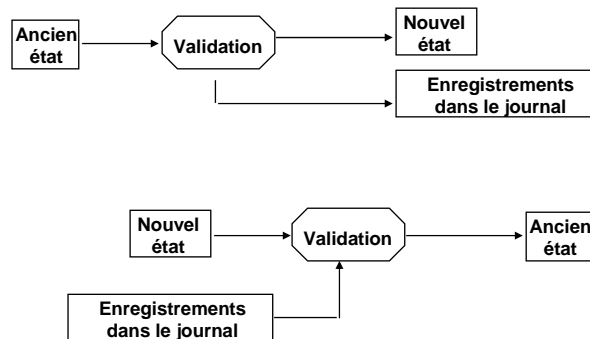 Ancien
état
Validation
Nouvel
état
Enregistrements
dans le journal
Nouvel
état
Validation
Ancien
état
Enregistrements
dans le journal